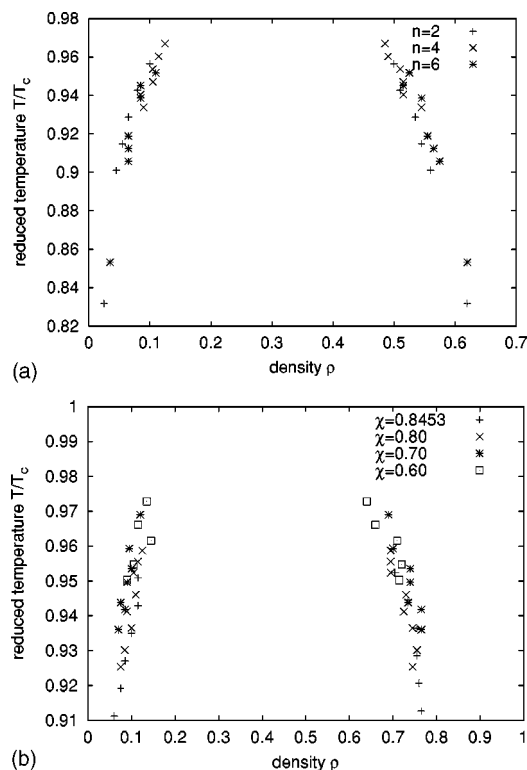 0.98
0.96
0.94
0.92
0.9
0.88
0.86
0.84
0.82
reduced temperature T/Tc
n=2
n=4
n=6
0 0.1 0.2 0.3 0.4 0.5 0.6 0.7
density ρ
(a)
1
0.99
0.98
0.97
0.96
0.95
0.94
0.93
0.92
0.91
reduced temperature T/Tc
χ=0.8453
χ=0.80
χ=0.70
χ=0.60
0 0.1 0.2 0.3 0.4 0.5 0.6 0.7 0.8 0.9 1
density ρ
(b)